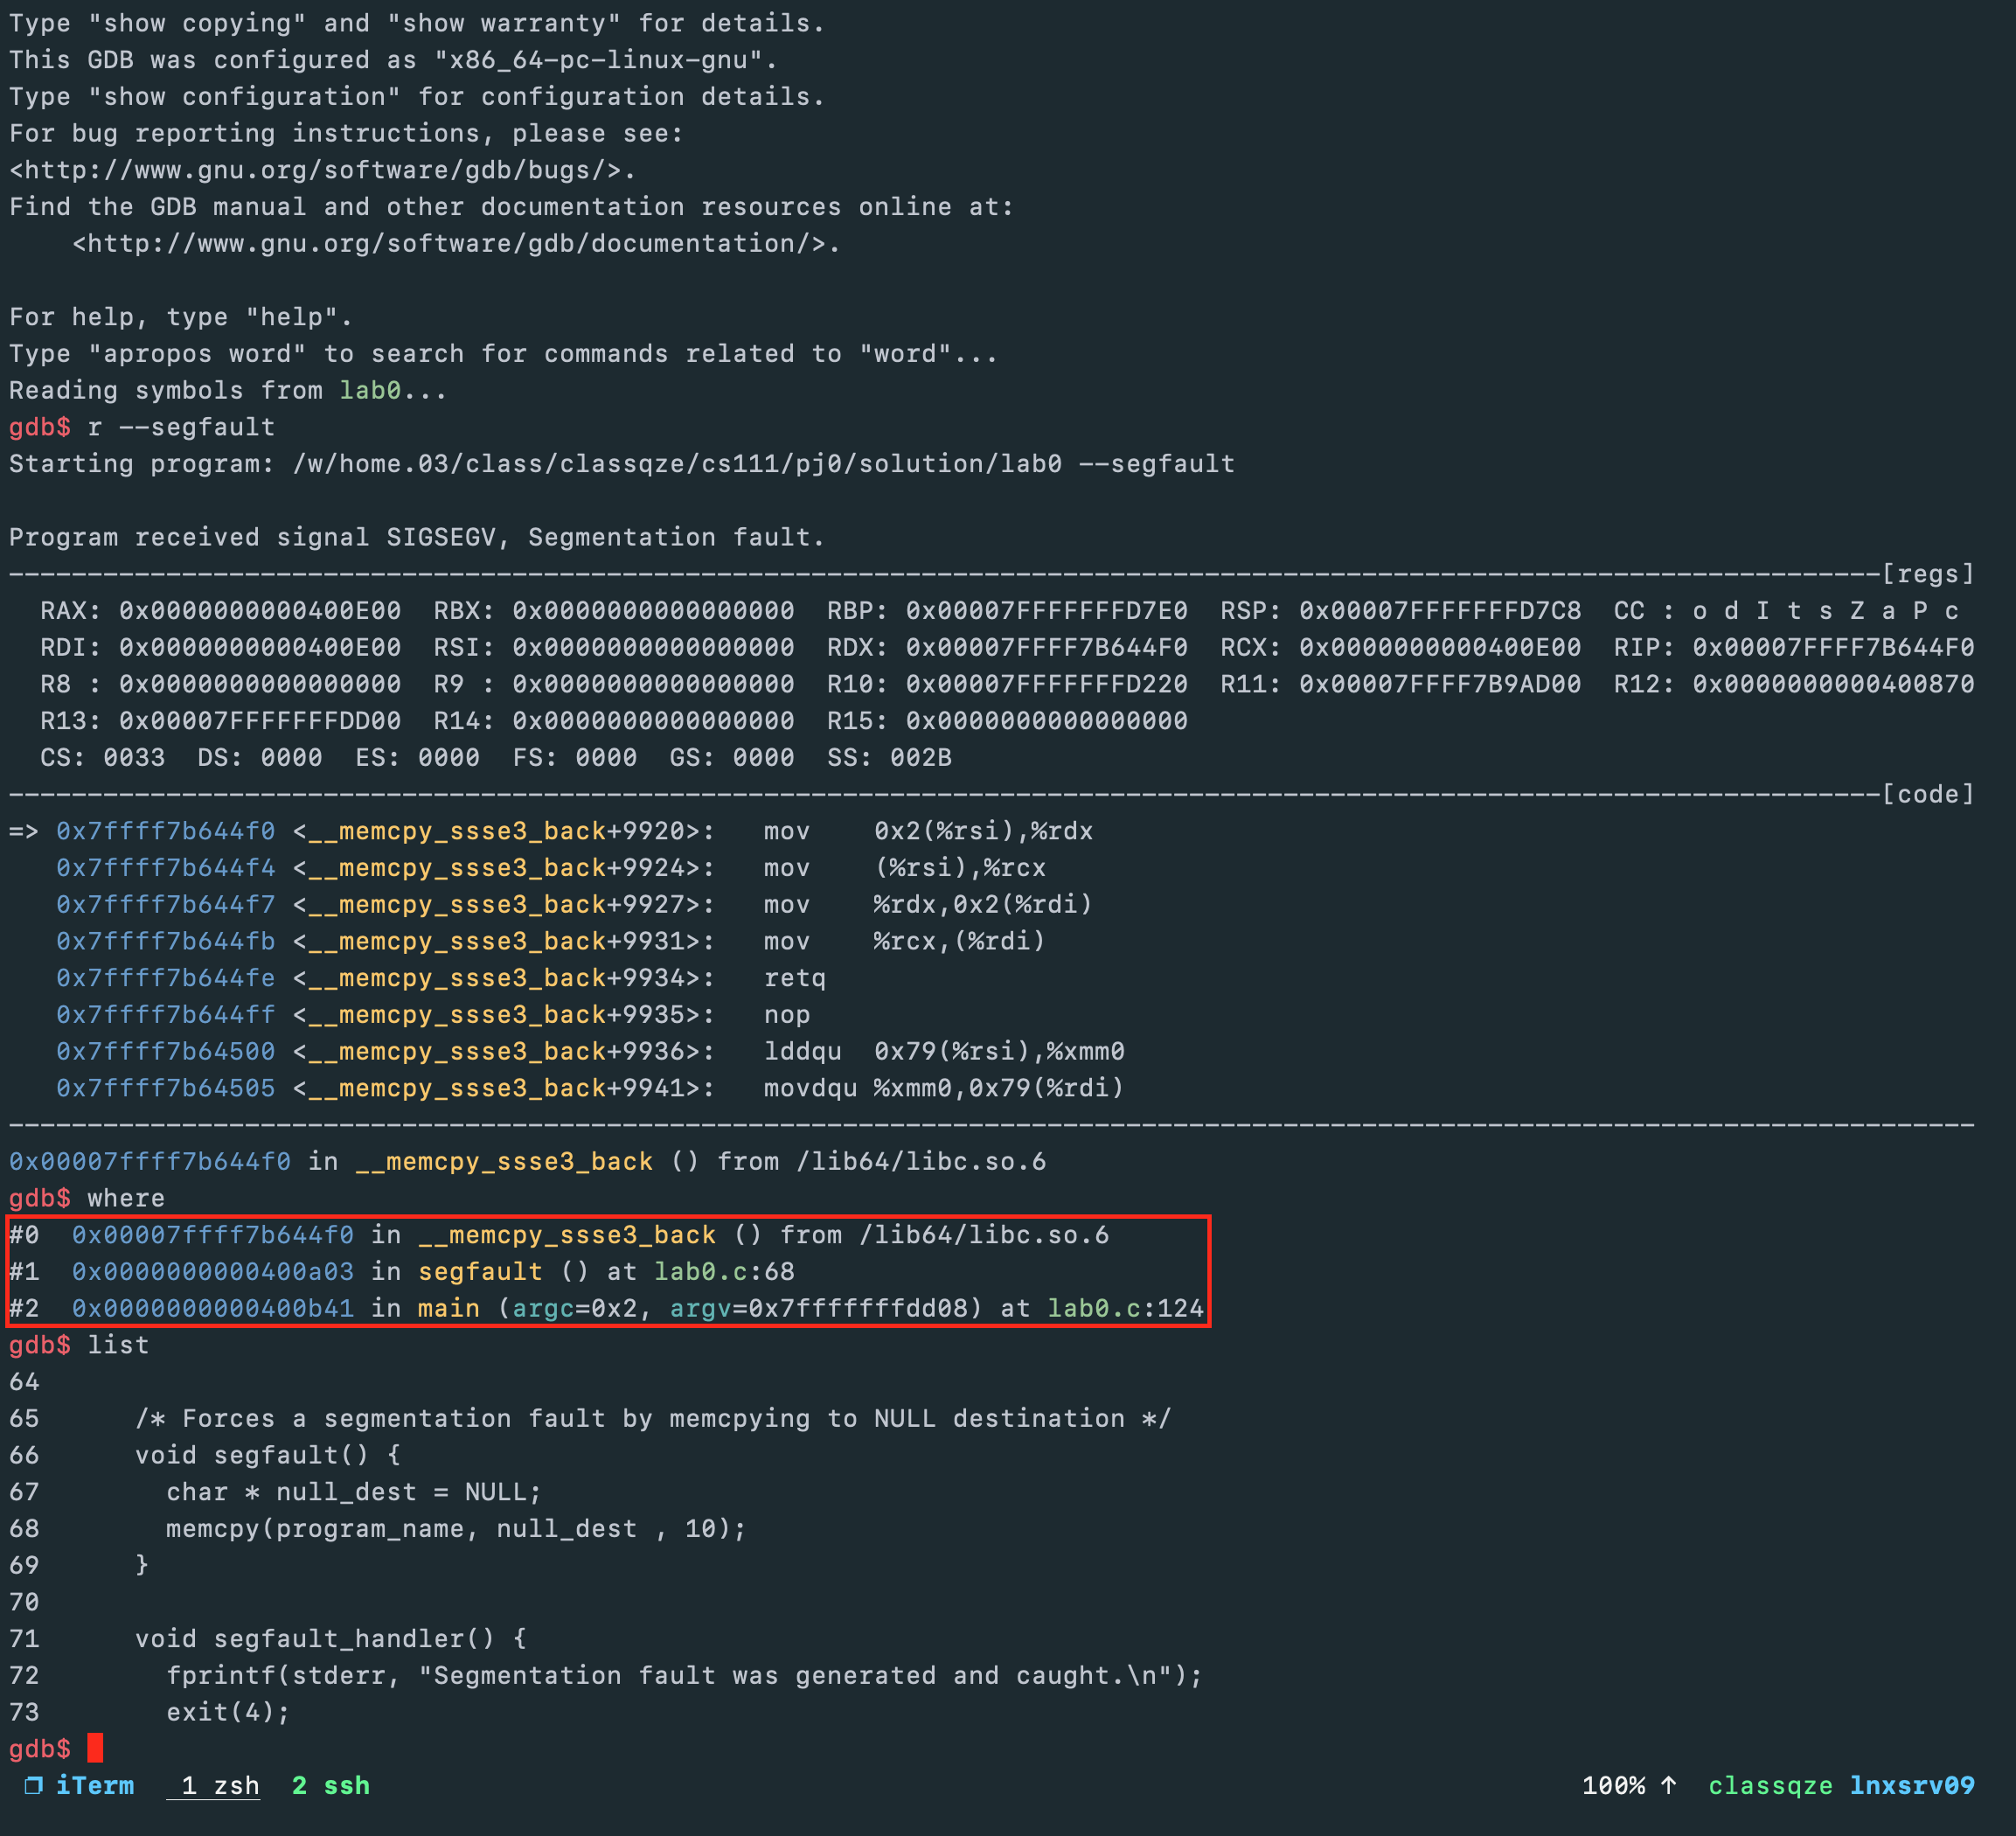 Type "show copying" and "show warranty" for details.
This GDB was configured as "x86_64-pc-linux-gnu".
Type "show configuration" for configuration details.
For bug reporting instructions, please see:
<http://www.gnu.org/software/gdb/bugs/>.
Find the GDB manual and other documentation resources online at:
    <http://www.gnu.org/software/gdb/documentation/>.

For help, type "help".
Type "apropos word" to search for commands related to "word"...
Reading symbols from lab0...
gdb$ r --segfault
Starting program: /w/home.03/class/classqze/cs111/pj0/solution/lab0 --segfault

Program received signal SIGSEGV, Segmentation fault.
-----------------------------------------------------------------------------------------------------------------------[regs]
  RAX: 0x0000000000400E00  RBX: 0x0000000000000000  RBP: 0x00007FFFFFFFD7E0  RSP: 0x00007FFFFFFFD7C8  CC : o d I t s Z a P c
  RDI: 0x0000000000400E00  RSI: 0x0000000000000000  RDX: 0x00007FFFF7B644F0  RCX: 0x0000000000400E00  RIP: 0x00007FFFF7B644F0
  R8 : 0x0000000000000000  R9 : 0x0000000000000000  R10: 0x00007FFFFFFFD220  R11: 0x00007FFFF7B9AD00  R12: 0x0000000000400870
  R13: 0x00007FFFFFFFDD00  R14: 0x0000000000000000  R15: 0x0000000000000000
  CS: 0033  DS: 0000  ES: 0000  FS: 0000  GS: 0000  SS: 002B
-----------------------------------------------------------------------------------------------------------------------[code]
=> 0x7ffff7b644f0 <__memcpy_ssse3_back+9920>:   mov    0x2(%rsi),%rdx
   0x7ffff7b644f4 <__memcpy_ssse3_back+9924>:   mov    (%rsi),%rcx
   0x7ffff7b644f7 <__memcpy_ssse3_back+9927>:   mov    %rdx,0x2(%rdi)
   0x7ffff7b644fb <__memcpy_ssse3_back+9931>:   mov    %rcx,(%rdi)
   0x7ffff7b644fe <__memcpy_ssse3_back+9934>:   retq
   0x7ffff7b644ff <__memcpy_ssse3_back+9935>:   nop
   0x7ffff7b64500 <__memcpy_ssse3_back+9936>:   lddqu  0x79(%rsi),%xmm0
   0x7ffff7b64505 <__memcpy_ssse3_back+9941>:   movdqu %xmm0,0x79(%rdi)
-----------------------------------------------------------------------------------------------------------------------------
0x00007ffff7b644f0 in __memcpy_ssse3_back () from /lib64/libc.so.6
gdb$ where
#0  0x00007ffff7b644f0 in __memcpy_ssse3_back () from /lib64/libc.so.6
#1  0x0000000000400a03 in segfault () at lab0.c:68
#2  0x0000000000400b41 in main (argc=0x2, argv=0x7fffffffdd08) at lab0.c:124
gdb$ list
64
65      /* Forces a segmentation fault by memcpying to NULL destination */
66      void segfault() {
67        char * null_dest = NULL;
68        memcpy(program_name, null_dest , 10);
69      }
70
71      void segfault_handler() {
72        fprintf(stderr, "Segmentation fault was generated and caught.\n");
73        exit(4);
gdb$
❐ iTerm  1 zsh  2 ssh  100% ↑  classqze lnxsrv09